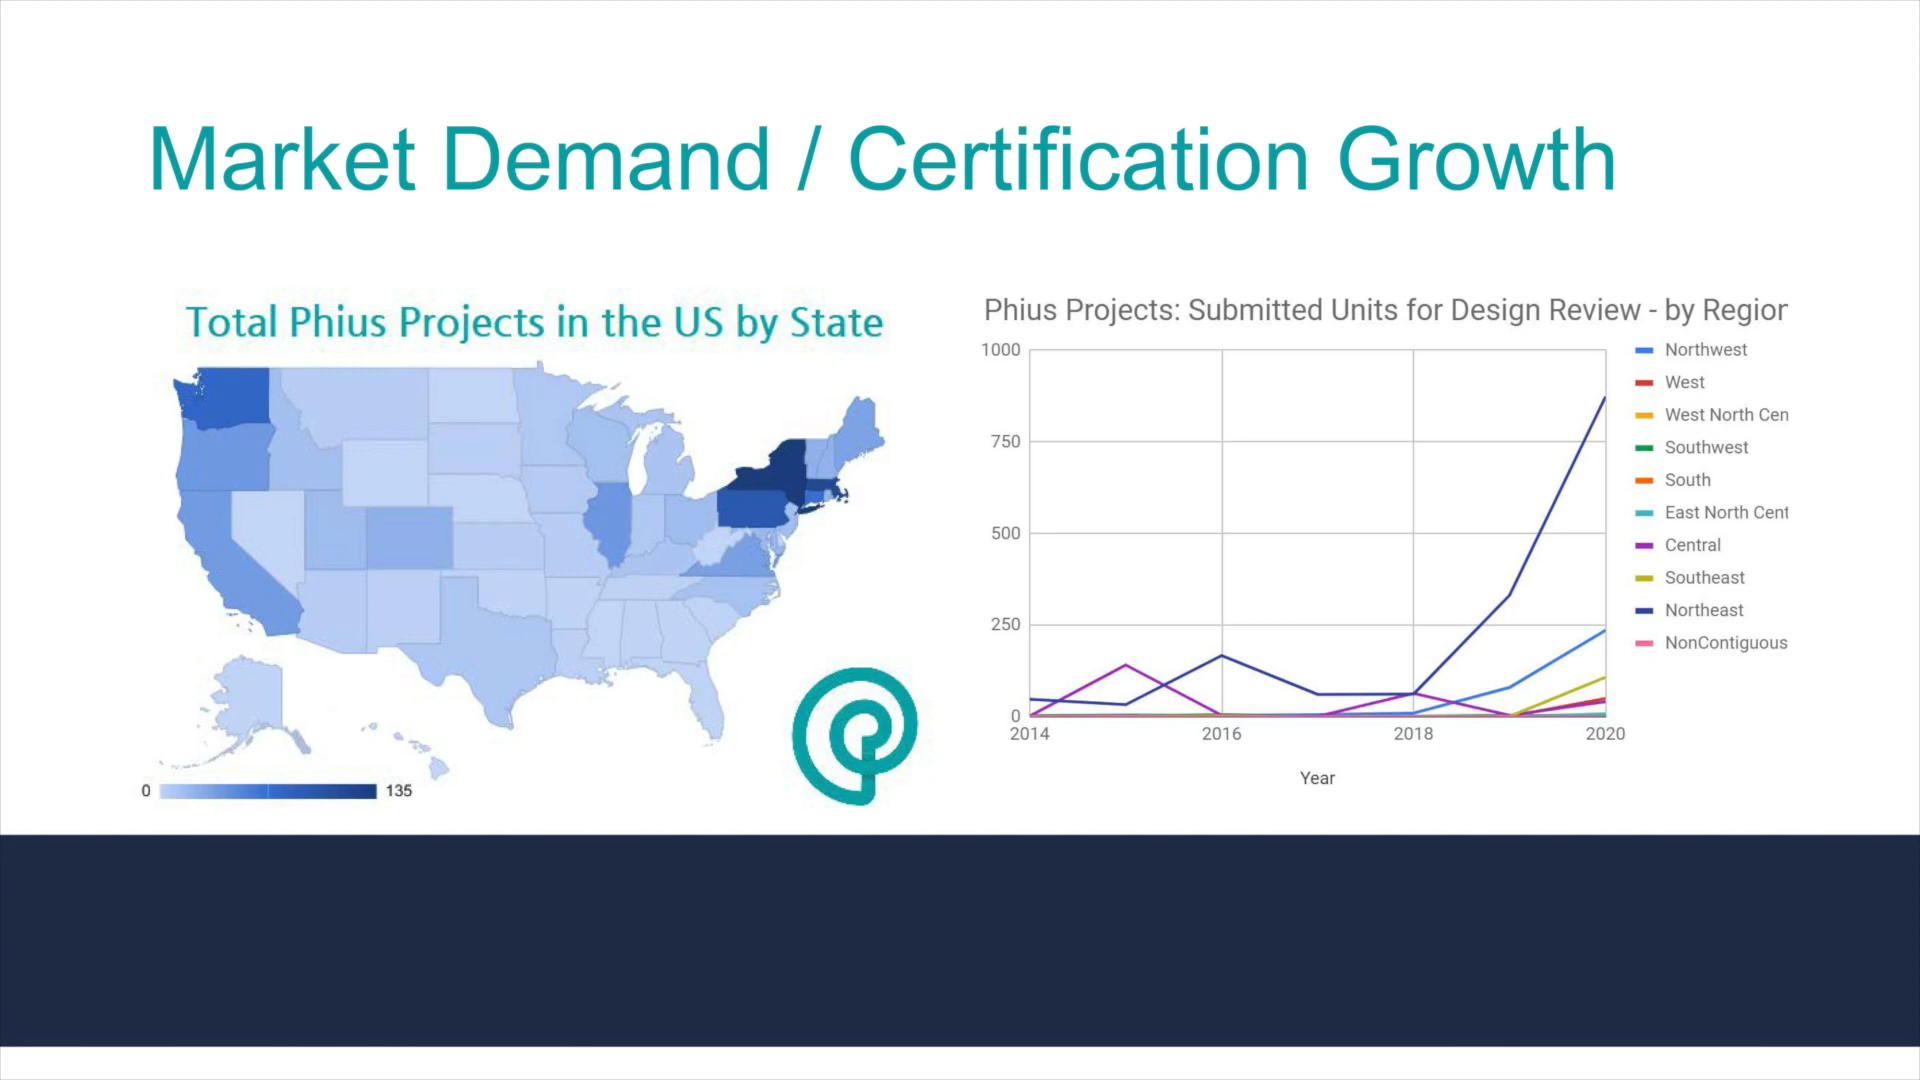 Market Demand / Certification Growth
Total Phius Projects in the US by State
0
135
Phius Projects: Submitted Units for Design Review - by Region
1000
750
500
250
0
2014
2016
2018
2020
Year
Northwest
West
West North Cen
Southwest
South
East North Cent
Central
Southeast
Northeast
NonContiguous